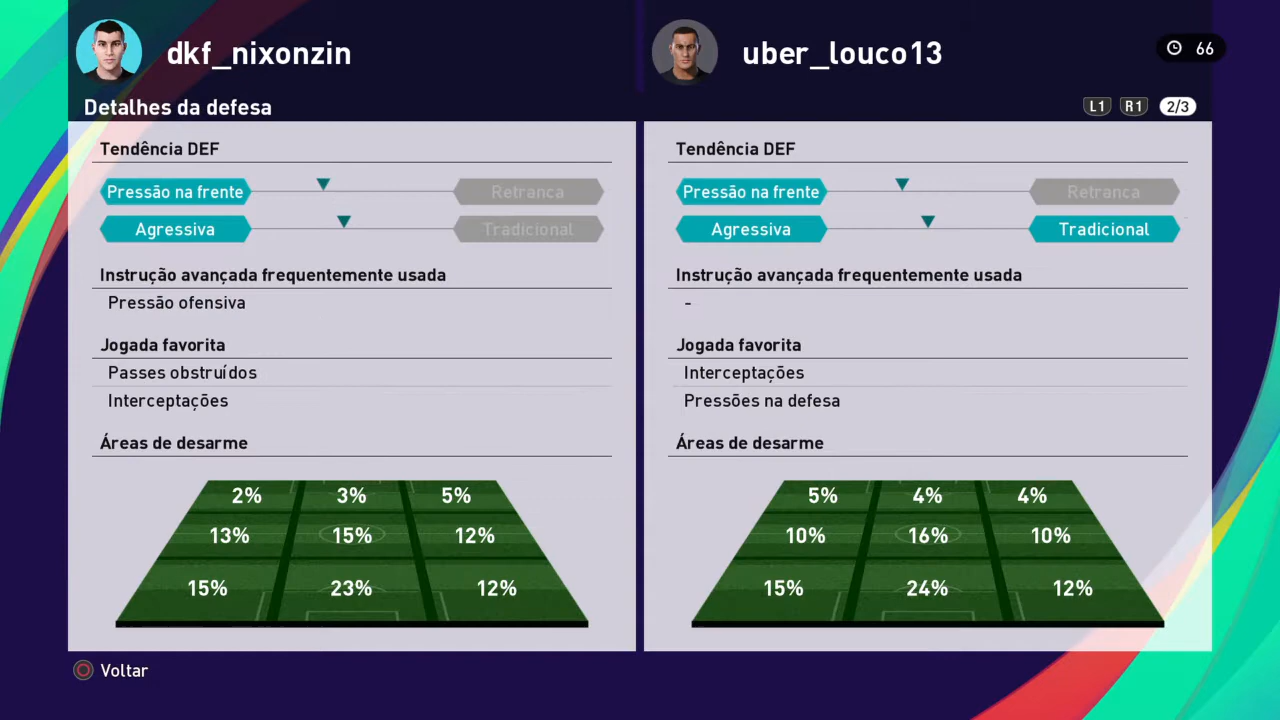 dkf_nixonzin
uber_louco13
66
Detalhes da defesa
L1 R1 2/3
Tendência DEF
Pressão na frente Retranca
Agressiva Tradicional
Instrução avançada frequentemente usada
Pressão ofensiva
Jogada favorita
Passes obstruídos
Interceptações
Áreas de desarme
2% 3% 5%
13% 15% 12%
15% 23% 12%
Tendência DEF
Pressão na frente Retranca
Agressiva Tradicional
Instrução avançada frequentemente usada
-
Jogada favorita
Interceptações
Pressões na defesa
Áreas de desarme
5% 4% 4%
10% 16% 10%
15% 24% 12%
Voltar